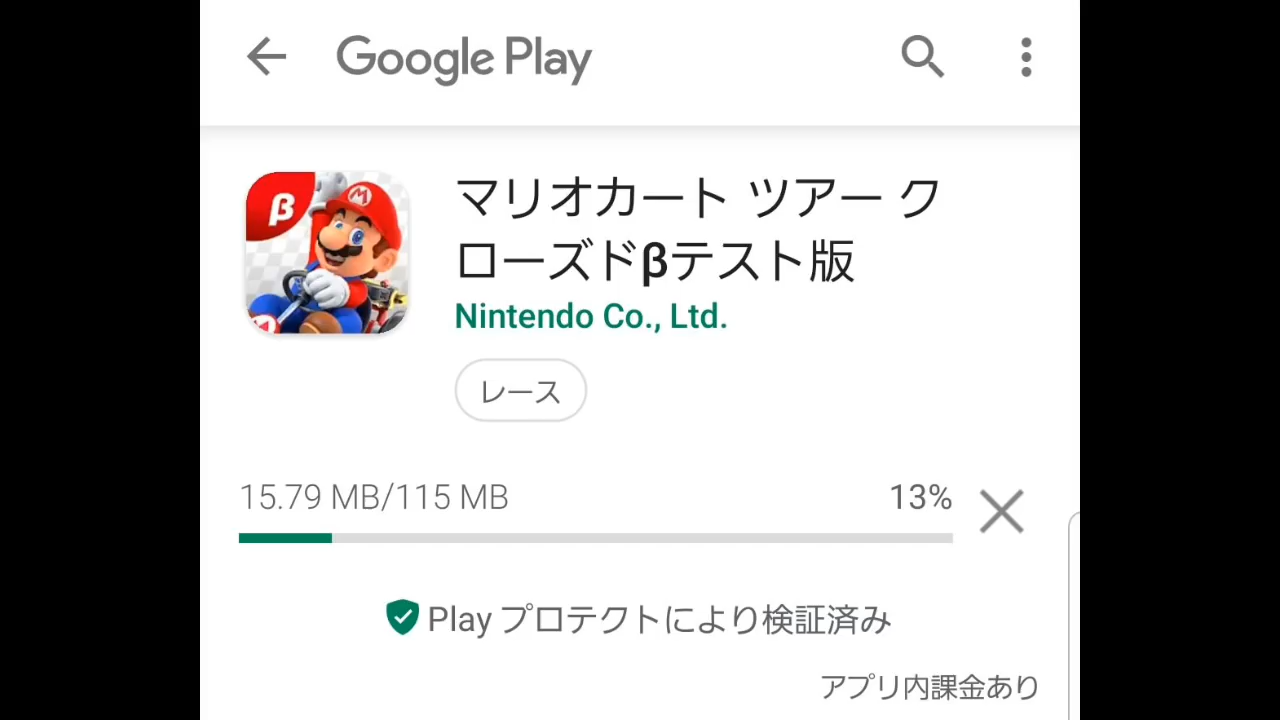 Google Play
β
マリオカート ツアー ク
ローズドβテスト版
Nintendo Co., Ltd.
レース
15.79 MB/115 MB 13%
Play プロテクトにより検証済み
アプリ内課金あり